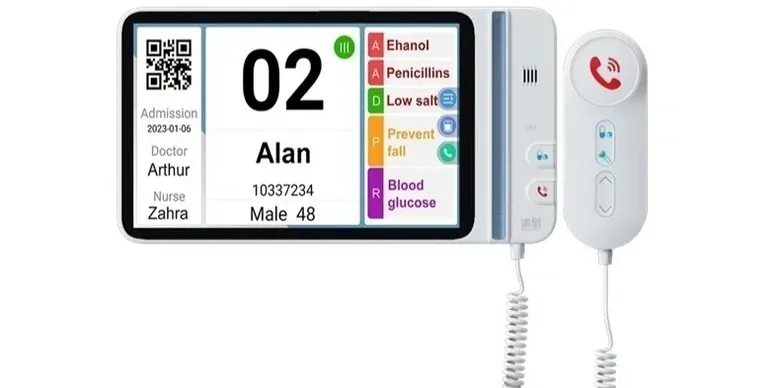 Admission
2023-01-06
Doctor
Arthur
Nurse
Zahra
02
III
Alan
10337234
Male 48
A Ehanol
A Penicillins
D Low salt
P Prevent
fall
R Blood
glucose